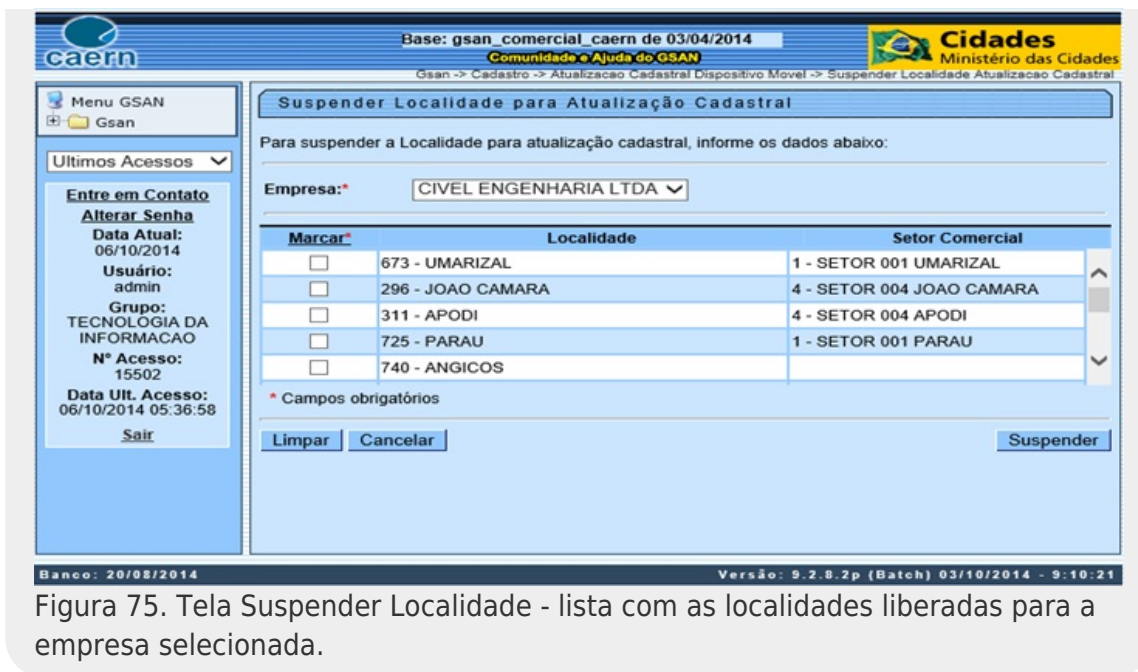 caern
Base: gsan_comercial_caern de 03/04/2014
Comunidade e Ajuda do GSAN
Cidades
Ministério das Cidades
Gsan -> Cadastro -> Atualizacao Cadastral Dispositivo Movel -> Suspender Localidade Atualizacao Cadastral
Menu GSAN
Gsan
Ultimos Acessos
Entre em Contato
Alterar Senha
Data Atual:
06/10/2014
Usuário:
admin
Grupo:
TECNOLOGIA DA
INFORMACAO
Nº Acesso:
15502
Data Ult. Acesso:
06/10/2014 05:36:58
Sair
Suspender Localidade para Atualização Cadastral
Para suspender a Localidade para atualização cadastral, informe os dados abaixo:
Empresa:* CIVEL ENGENHARIA LTDA
Marcar* Localidade Setor Comercial
673 - UMARIZAL 1 - SETOR 001 UMARIZAL
296 - JOAO CAMARA 4 - SETOR 004 JOAO CAMARA
311 - APODI 4 - SETOR 004 APODI
725 - PARAU 1 - SETOR 001 PARAU
740 - ANGICOS
* Campos obrigatórios
Limpar Cancelar Suspender
Banco: 20/08/2014 Versão: 9.2.8.2p (Batch) 03/10/2014 - 9:10:21
Figura 75. Tela Suspender Localidade - lista com as localidades liberadas para a
empresa selecionada.